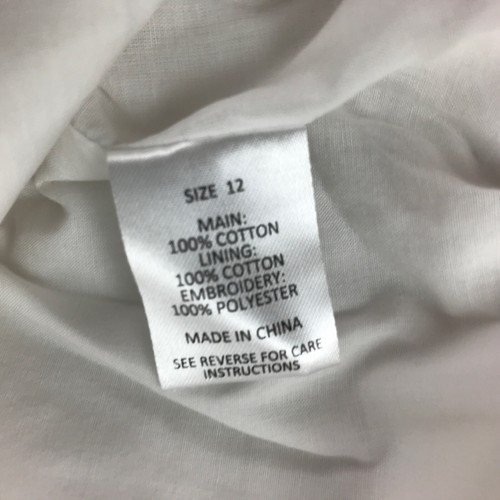 SIZE 12
MAIN:
100% COTTON
LINING:
100% COTTON
EMBROIDERY:
100% POLYESTER
MADE IN CHINA
SEE REVERSE FOR CARE
INSTRUCTIONS